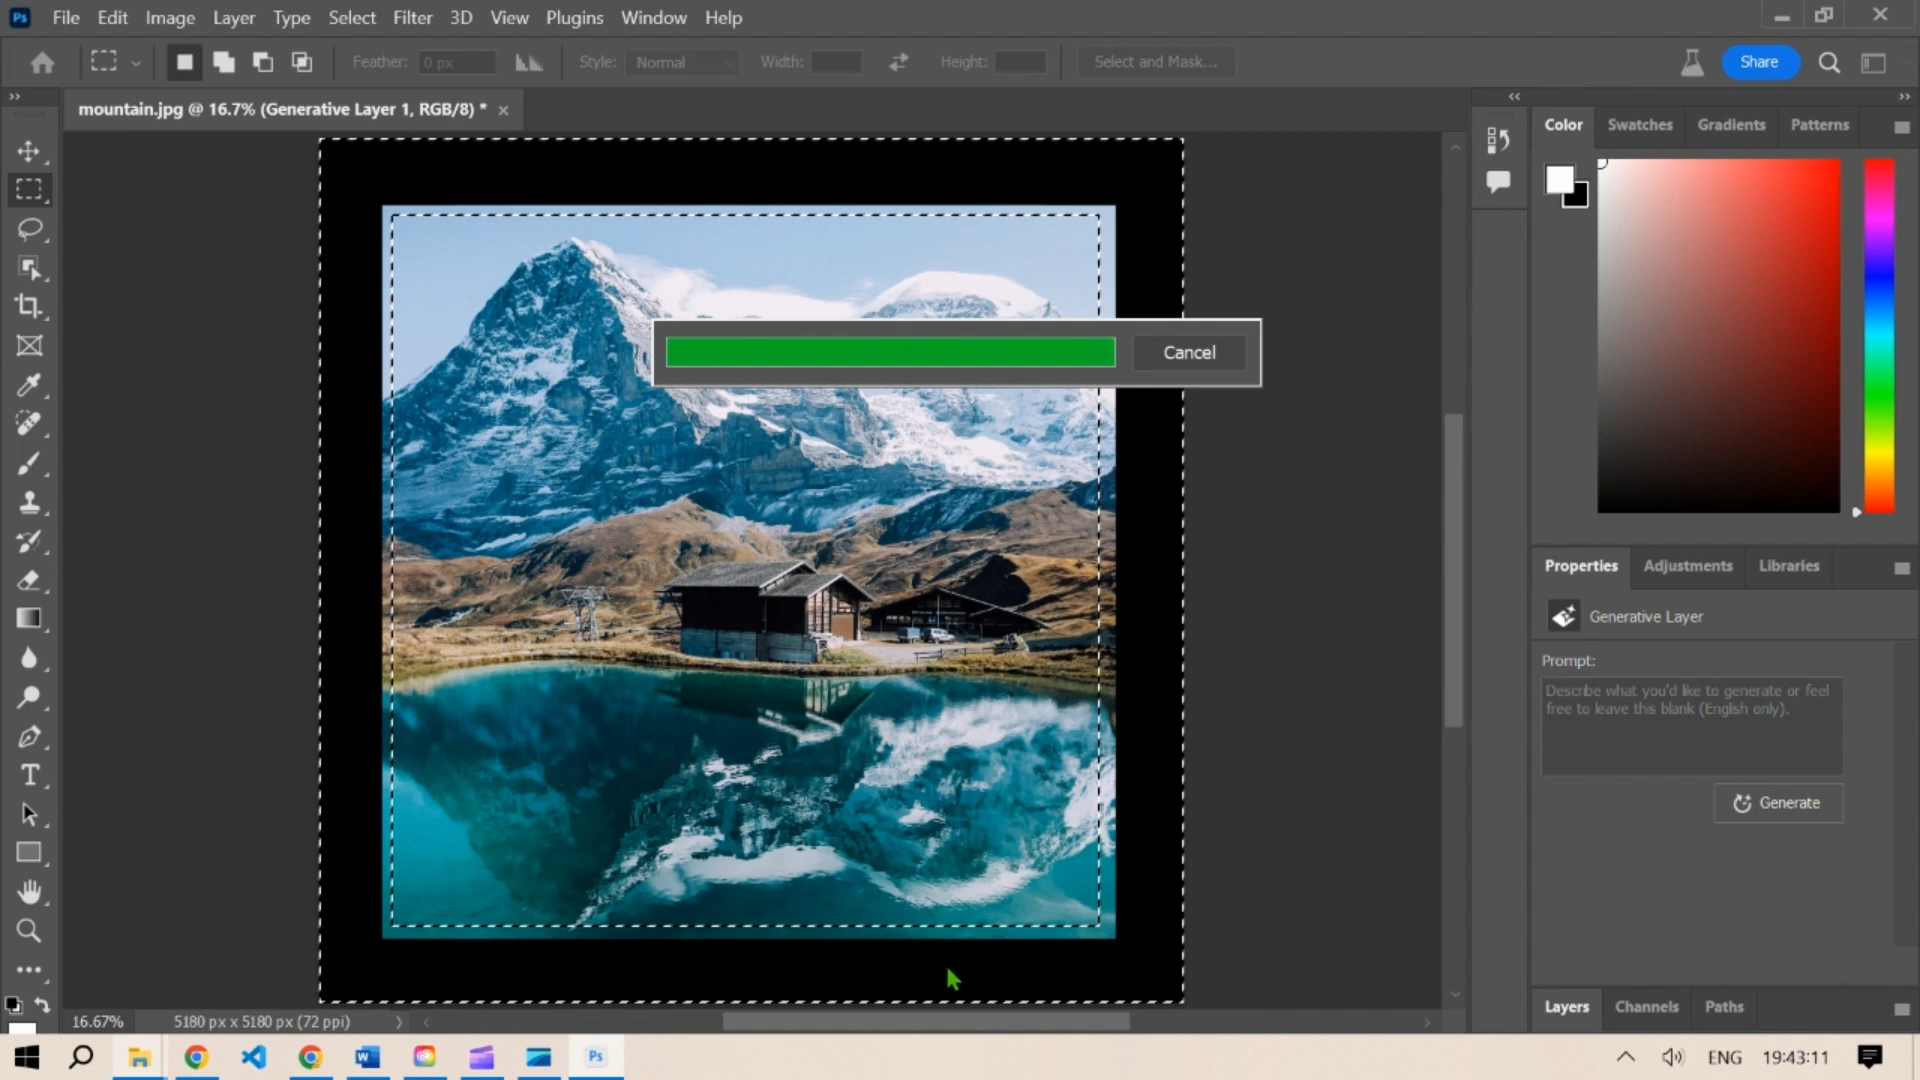 Ps File Edit Image Layer Type Select Filter 3D View Plugins Window Help
Feather: 0 px Style: Normal Width: Height: Select and Mask... Share
mountain.jpg @ 16.7% (Generative Layer 1, RGB/8) *
Color Swatches Gradients Patterns
Cancel
Properties Adjustments Libraries
Generative Layer
Prompt:
Describe what you'd like to generate or feel
free to leave this blank (English only).
Generate
Layers Channels Paths
16.67% 5180 px x 5180 px (72 ppi)
Ps ENG 19:43:11